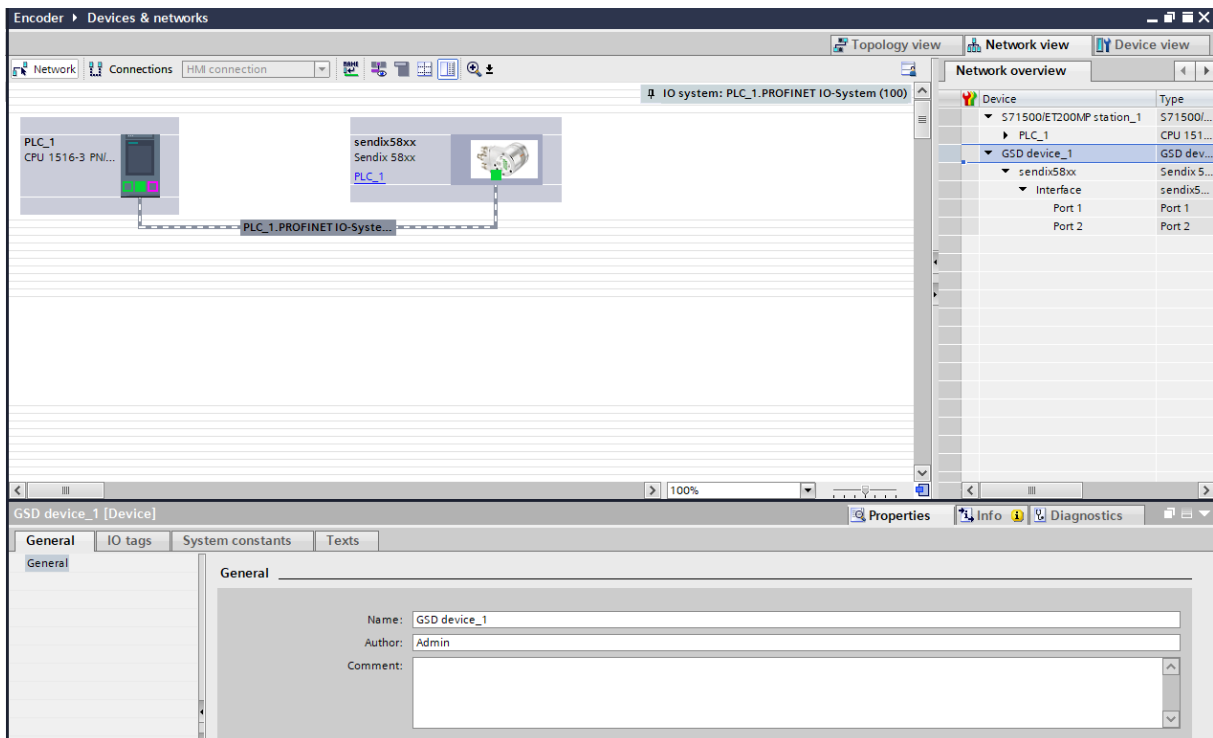 Encoder ▸ Devices & networks
Topology view Network view Device view
Network Connections HMI connection
Network overview
IO system: PLC_1.PROFINET IO-System (100)
Device Type
S71500/ET200MP station_1 S71500/...
PLC_1 CPU 151...
GSD device_1 GSD dev...
sendix58xx Sendix 5...
Interface sendix5...
Port 1 Port 1
Port 2 Port 2
PLC_1
CPU 1516-3 PN/...
sendix58xx
Sendix 58xx
PLC_1
PLC_1.PROFINET IO-Syste...
100%
GSD device_1 [Device]
Properties Info Diagnostics
General IO tags System constants Texts
General
General
Name: GSD device_1
Author: Admin
Comment: